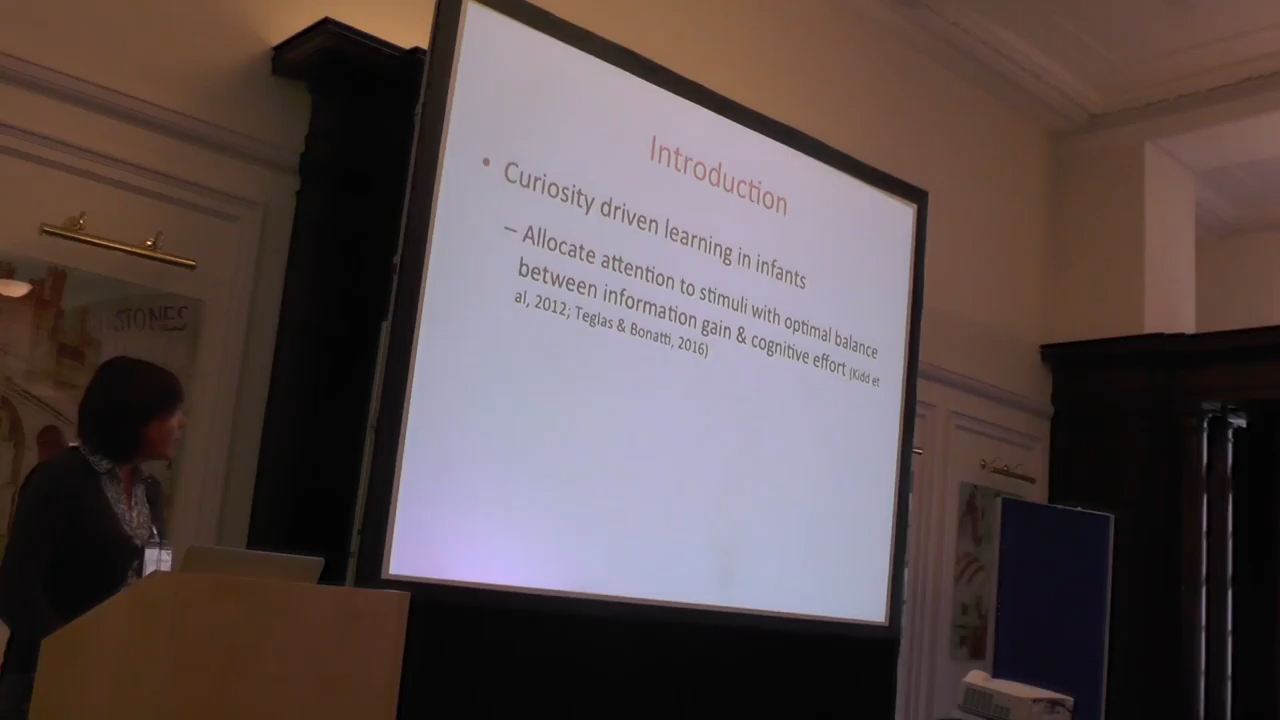 Introduction
• Curiosity driven learning in infants
– Allocate attention to stimuli with optimal balance
between information gain & cognitive effort (Kidd et
al, 2012; Teglas & Bonatti, 2016)
STONES